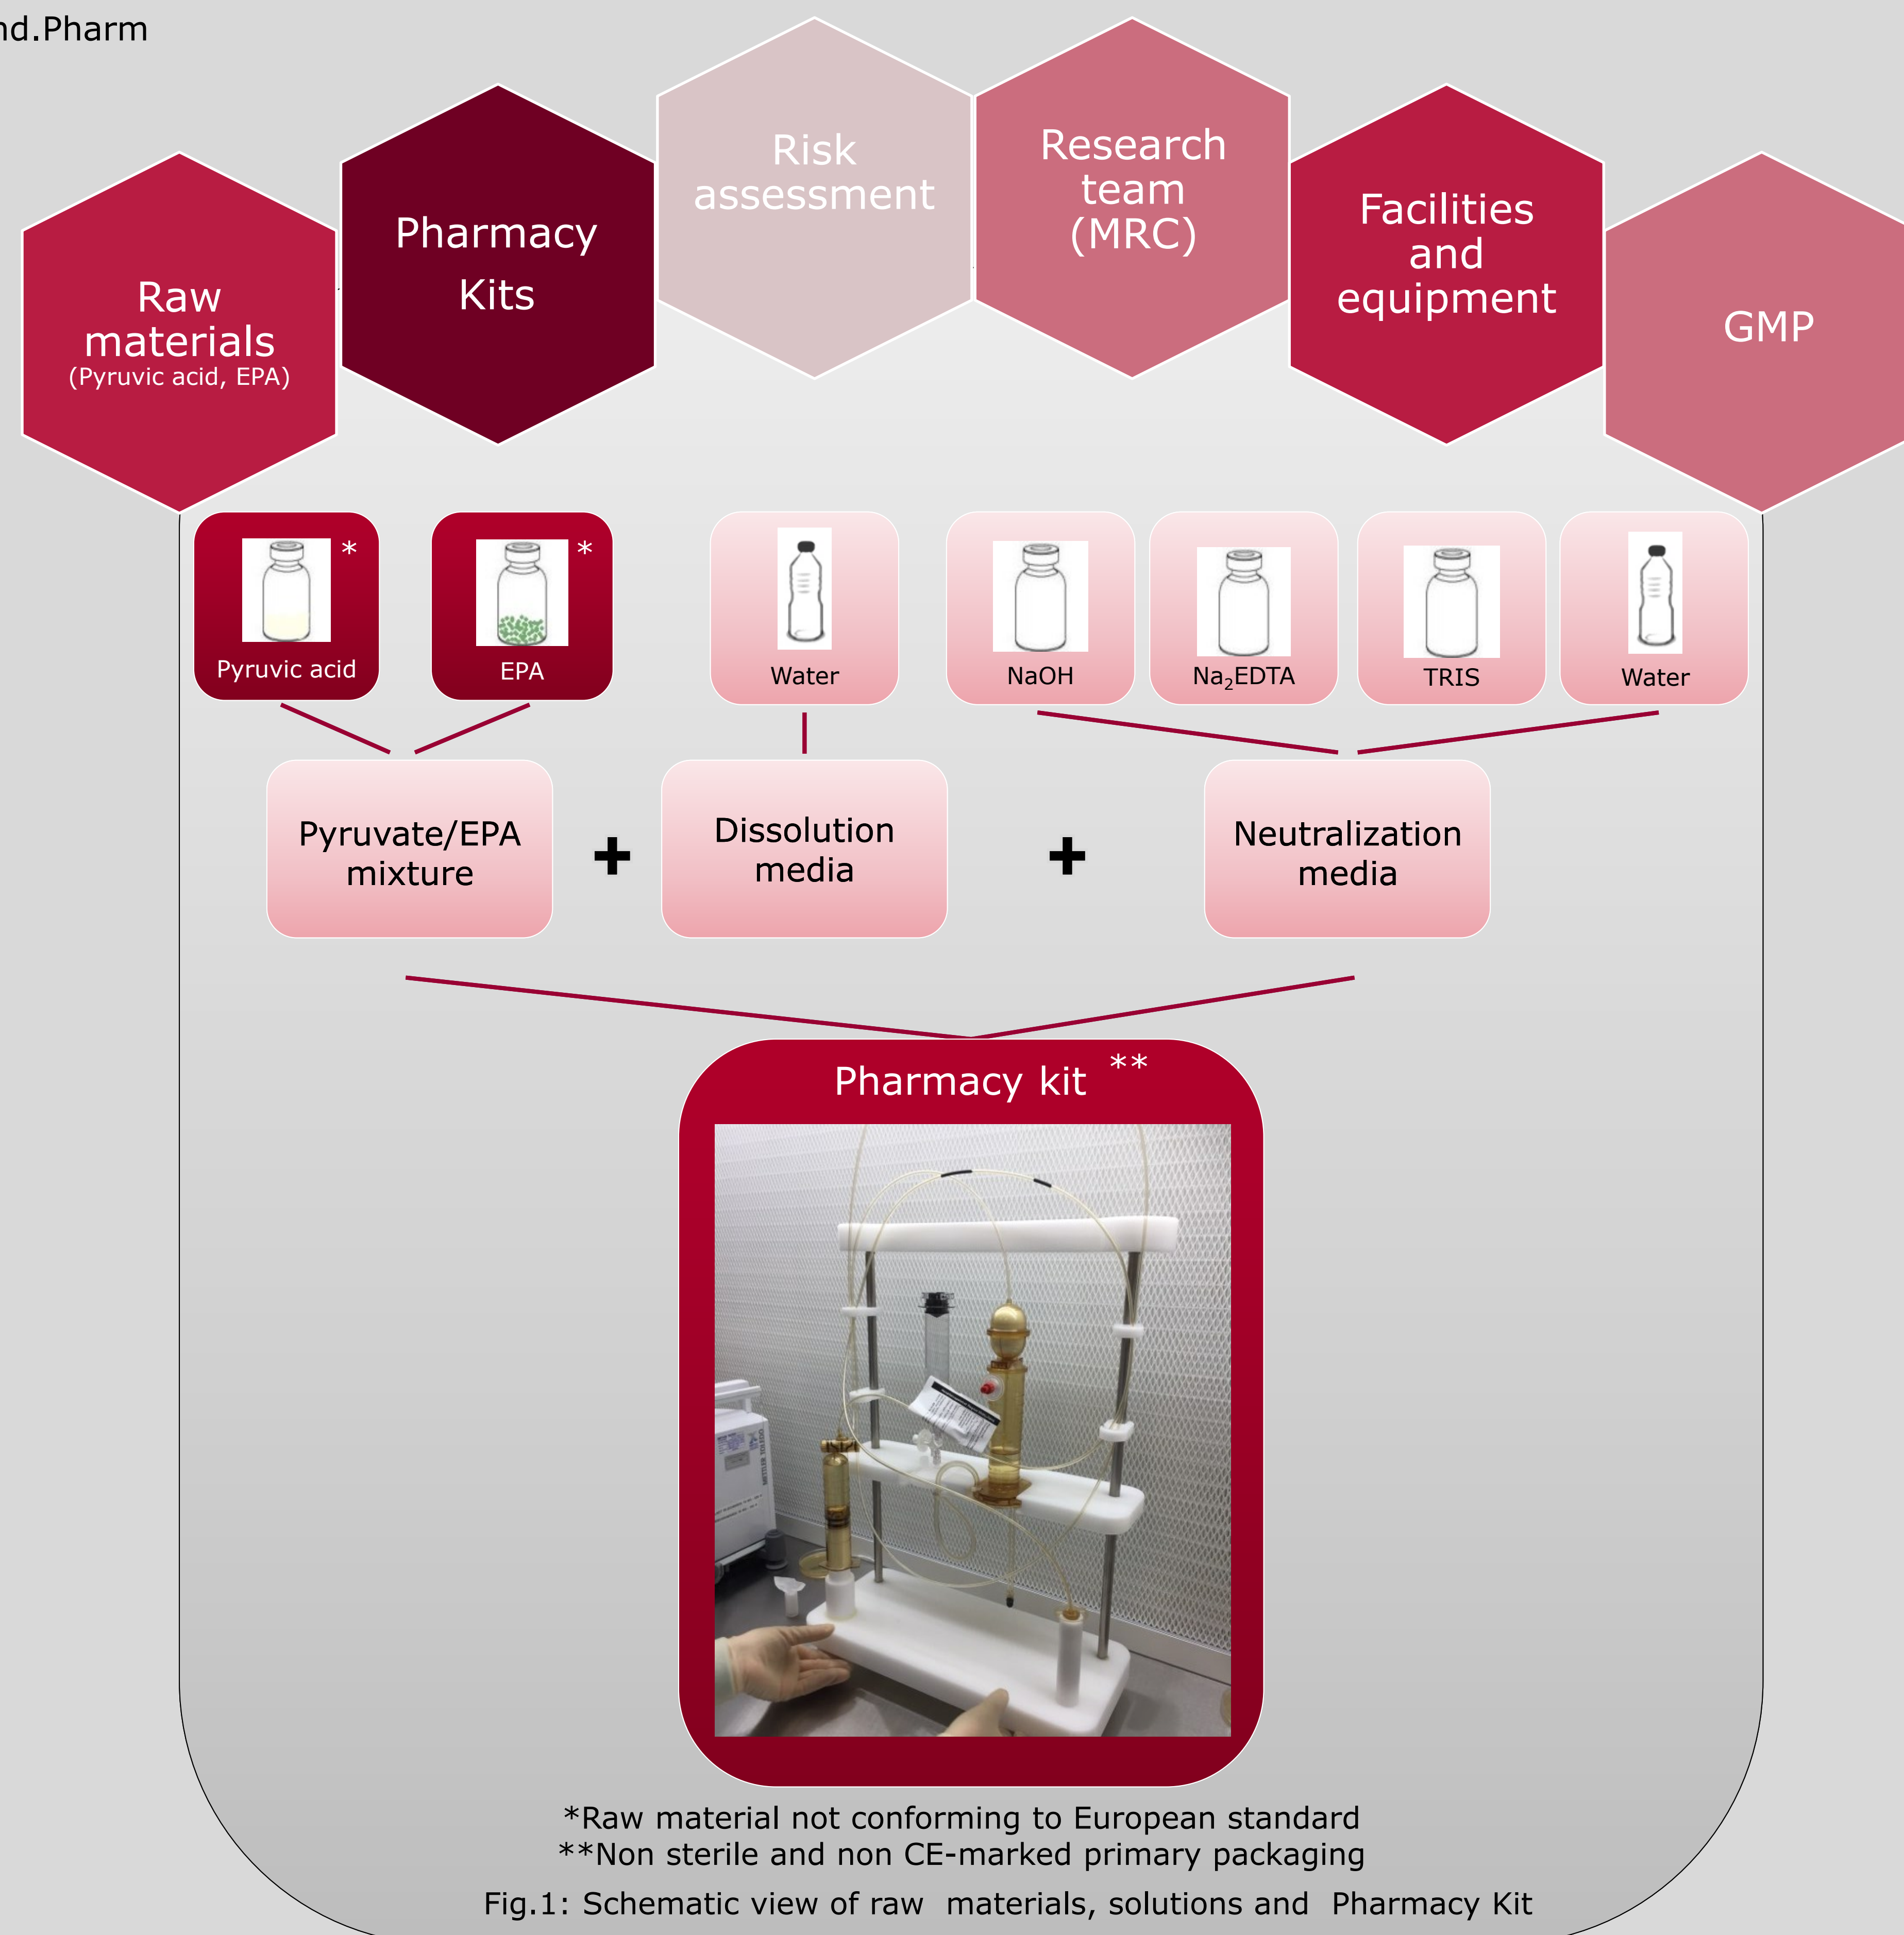 nd.Pharm
Raw
materials
(Pyruvic acid, EPA)
Pharmacy
Kits
Risk
assessment
Research
team
(MRC)
Facilities
and
equipment
GMP
*
Pyruvic acid
*
EPA
Water
NaOH
Na₂EDTA
TRIS
Water
Pyruvate/EPA
mixture
+
Dissolution
media
+
Neutralization
media
Pharmacy kit **
METTLER TOLEDO
*Raw material not conforming to European standard
**Non sterile and non CE-marked primary packaging
Fig.1: Schematic view of raw  materials, solutions and  Pharmacy Kit